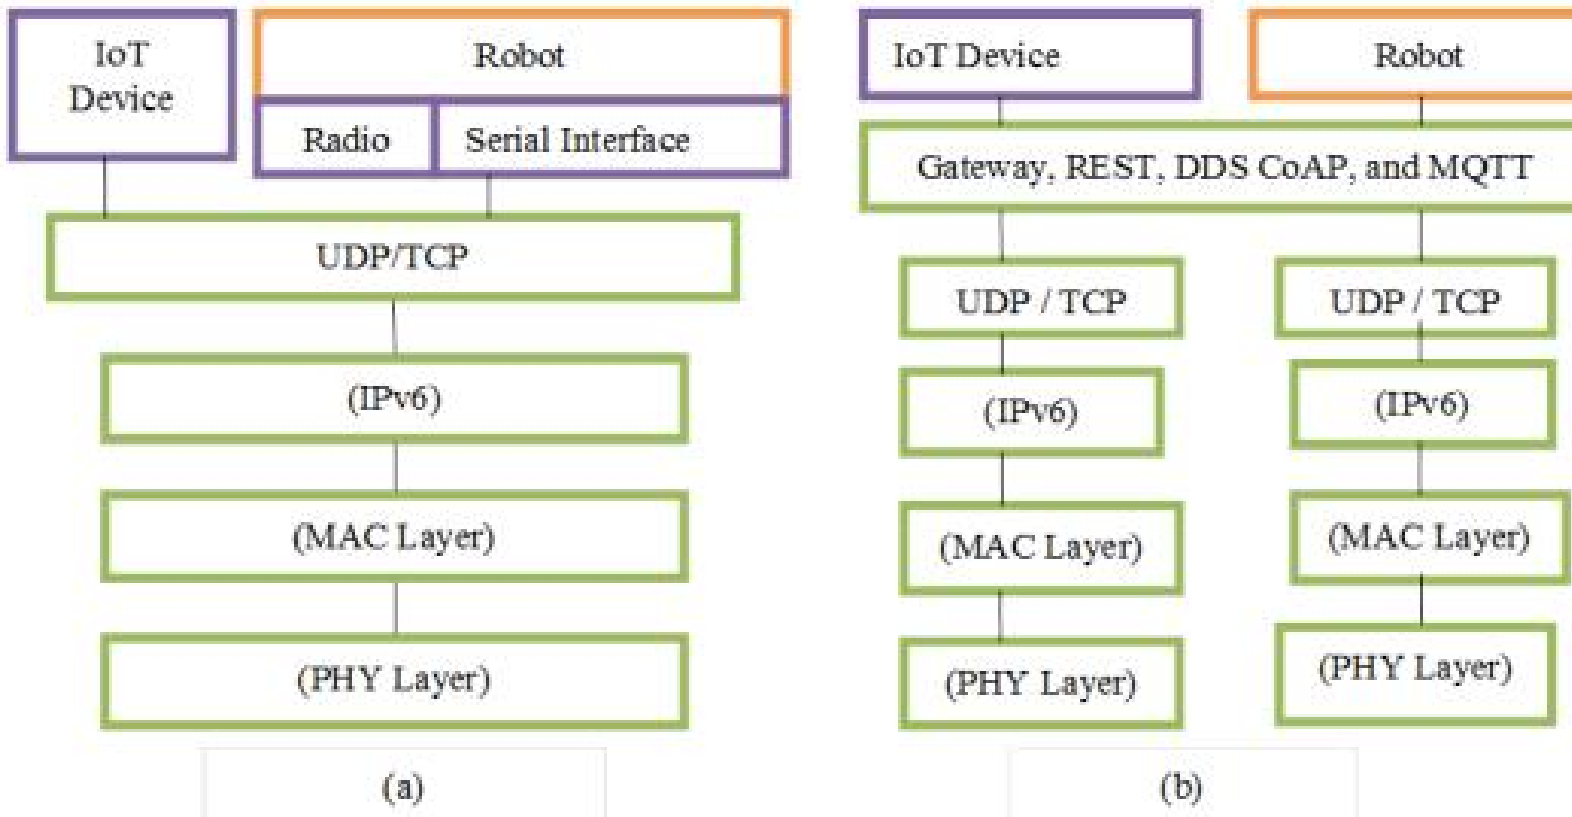 IoT
Device
Robot
Radio
Serial Interface
UDP/TCP
(IPv6)
(MAC Layer)
(PHY Layer)
(a)
IoT Device
Robot
Gateway, REST, DDS CoAP, and MQTT
UDP / TCP
(IPv6)
(MAC Layer)
(PHY Layer)
UDP / TCP
(IPv6)
(MAC Layer)
(PHY Layer)
(b)